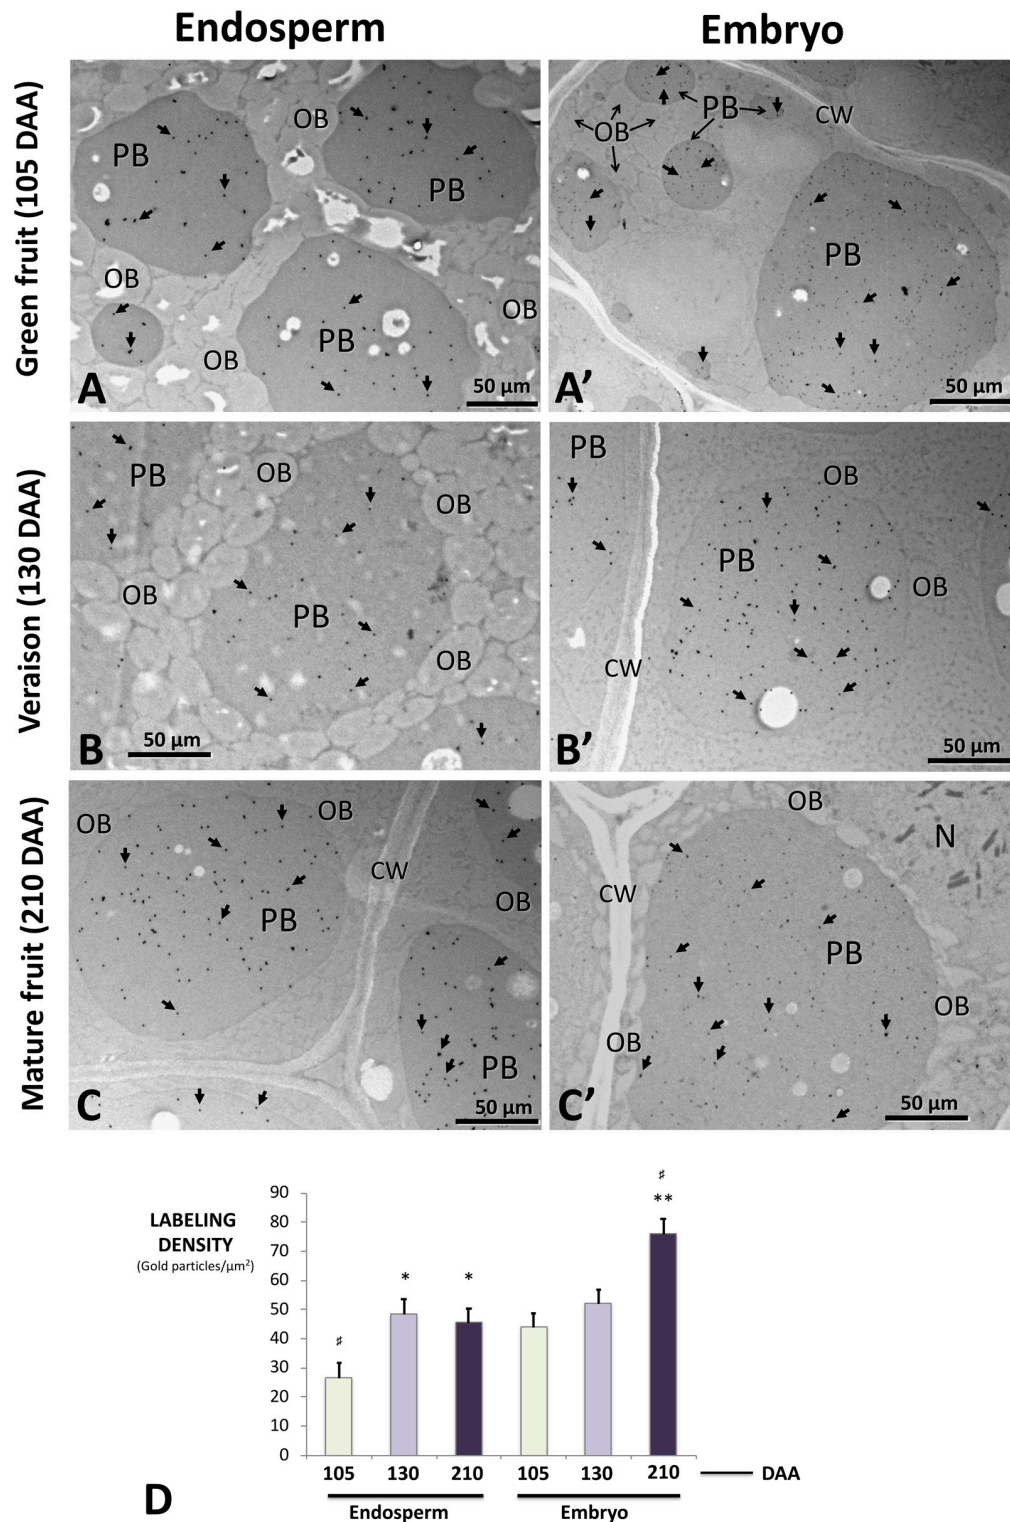 Endosperm
Embryo
Green fruit (105 DAA)
OB
PB
PB
OB
OB
PB
OB
A
50 µm
PB
OB
CW
PB
A’
50 µm
Veraison (130 DAA)
PB
OB
OB
OB
PB
OB
B
50 µm
PB
OB
PB
OB
CW
B’
50 µm
Mature fruit (210 DAA)
OB
OB
CW
PB
OB
PB
C
50 µm
OB
N
CW
PB
OB
OB
C’
50 µm
LABELING
DENSITY
(Gold particles/µm²)
90
80
70
60
50
40
30
20
10
0
♯
*
*
♯
**
105 130 210 105 130 210 DAA
Endosperm Embryo
D